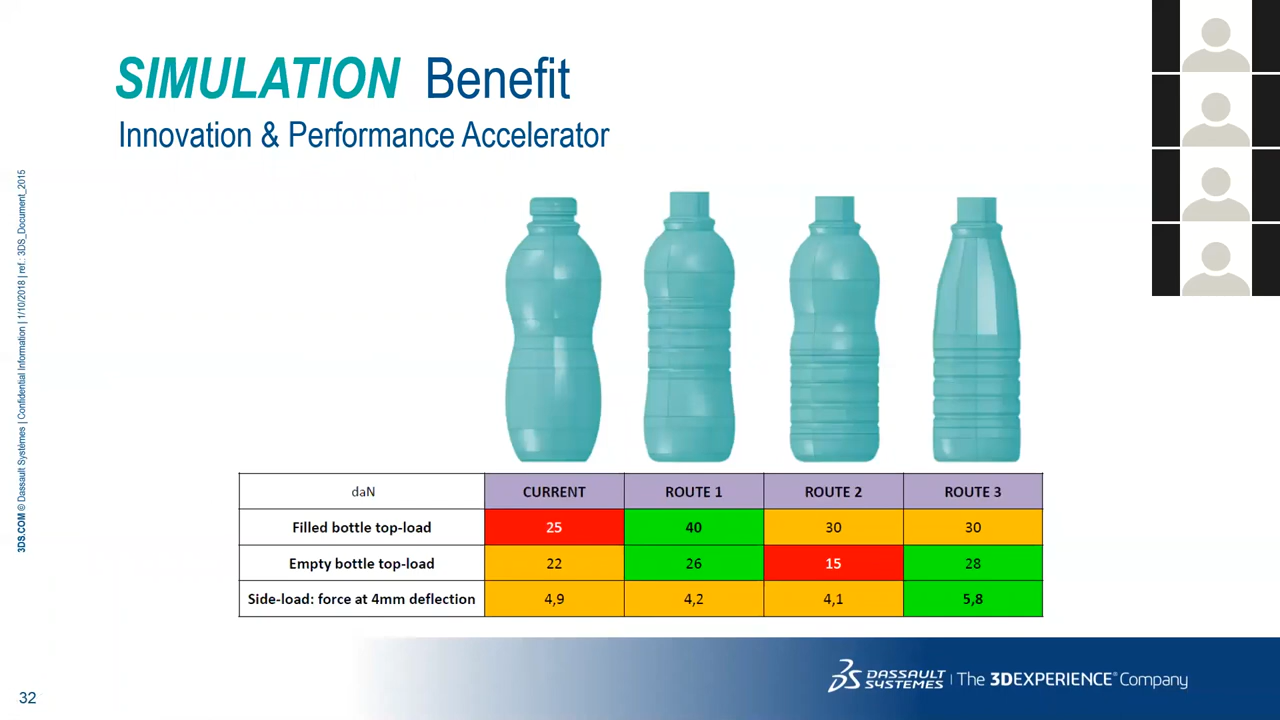 SIMULATION Benefit
Innovation & Performance Accelerator
3DS.COM © Dassault Systèmes | Confidential Information | 1/10/2018 | ref.: 3DS_Document_2015
daN CURRENT ROUTE 1 ROUTE 2 ROUTE 3
Filled bottle top-load 25 40 30 30
Empty bottle top-load 22 26 15 28
Side-load: force at 4mm deflection 4,9 4,2 4,1 5,8
DASSAULT SYSTEMES | The 3DEXPERIENCE® Company
32